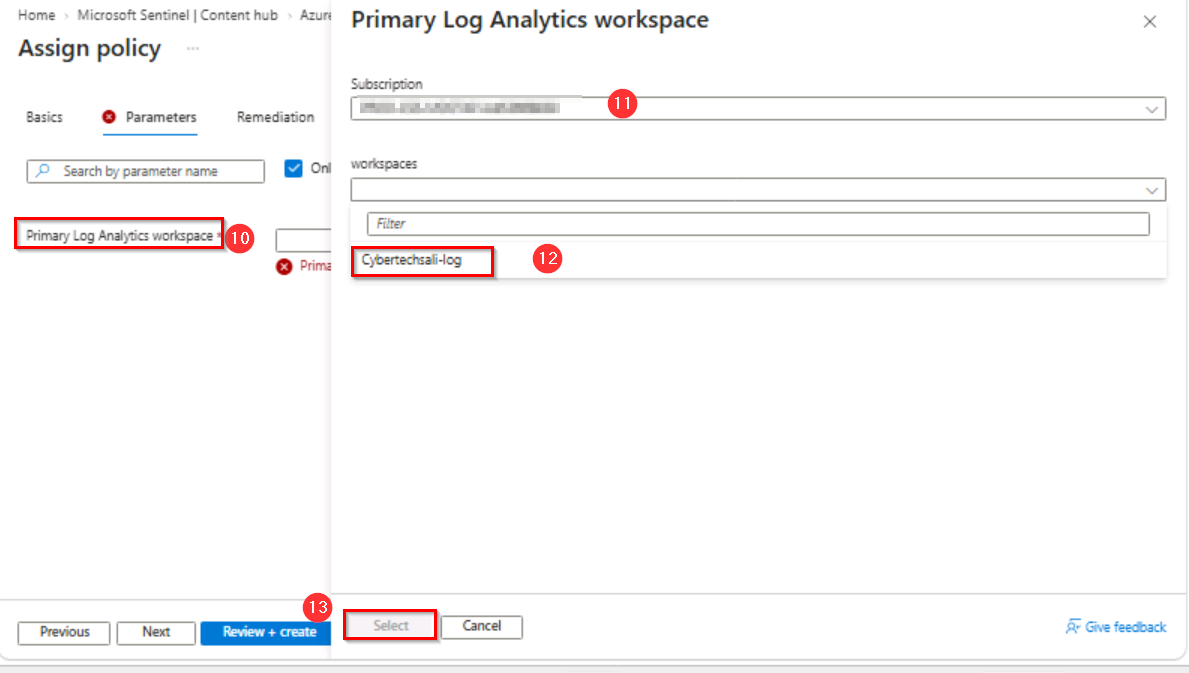 Home > Microsoft Sentinel | Content hub > Azure
Assign policy ...
Basics
Parameters
Remediation
Search by parameter name
Primary Log Analytics workspace *
10
Previous
Next
Review + create
Primary Log Analytics workspace
Subscription
11
workspaces
Filter
Cybertechsali-log
12
13
Select
Cancel
Give feedback